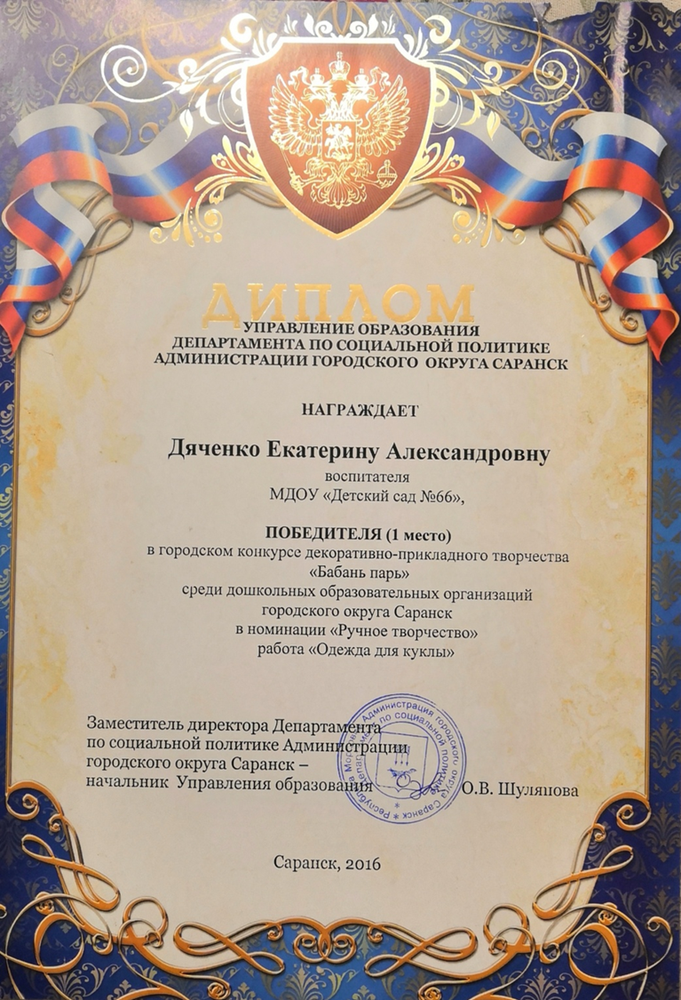 ДИПЛОМ
УПРАВЛЕНИЕ ОБРАЗОВАНИЯ
ДЕПАРТАМЕНТА ПО СОЦИАЛЬНОЙ ПОЛИТИКЕ
АДМИНИСТРАЦИИ ГОРОДСКОГО ОКРУГА САРАНСК
НАГРАЖДАЕТ
Дяченко Екатерину Александровну
воспитателя
МДОУ «Детский сад №66»,
ПОБЕДИТЕЛЯ (1 место)
в городском конкурсе декоративно-прикладного творчества
«Бабань парь»
среди дошкольных образовательных организаций
городского округа Саранск
в номинации «Ручное творчество»
работа «Одежда для куклы»
Заместитель директора Департамента
по социальной политике Администрации
городского округа Саранск –
начальник Управления образования
О.В. Шуляпова
Республика Мордовия * Администрация городского округа Саранск *
Департамент по социальной политике
Саранск, 2016